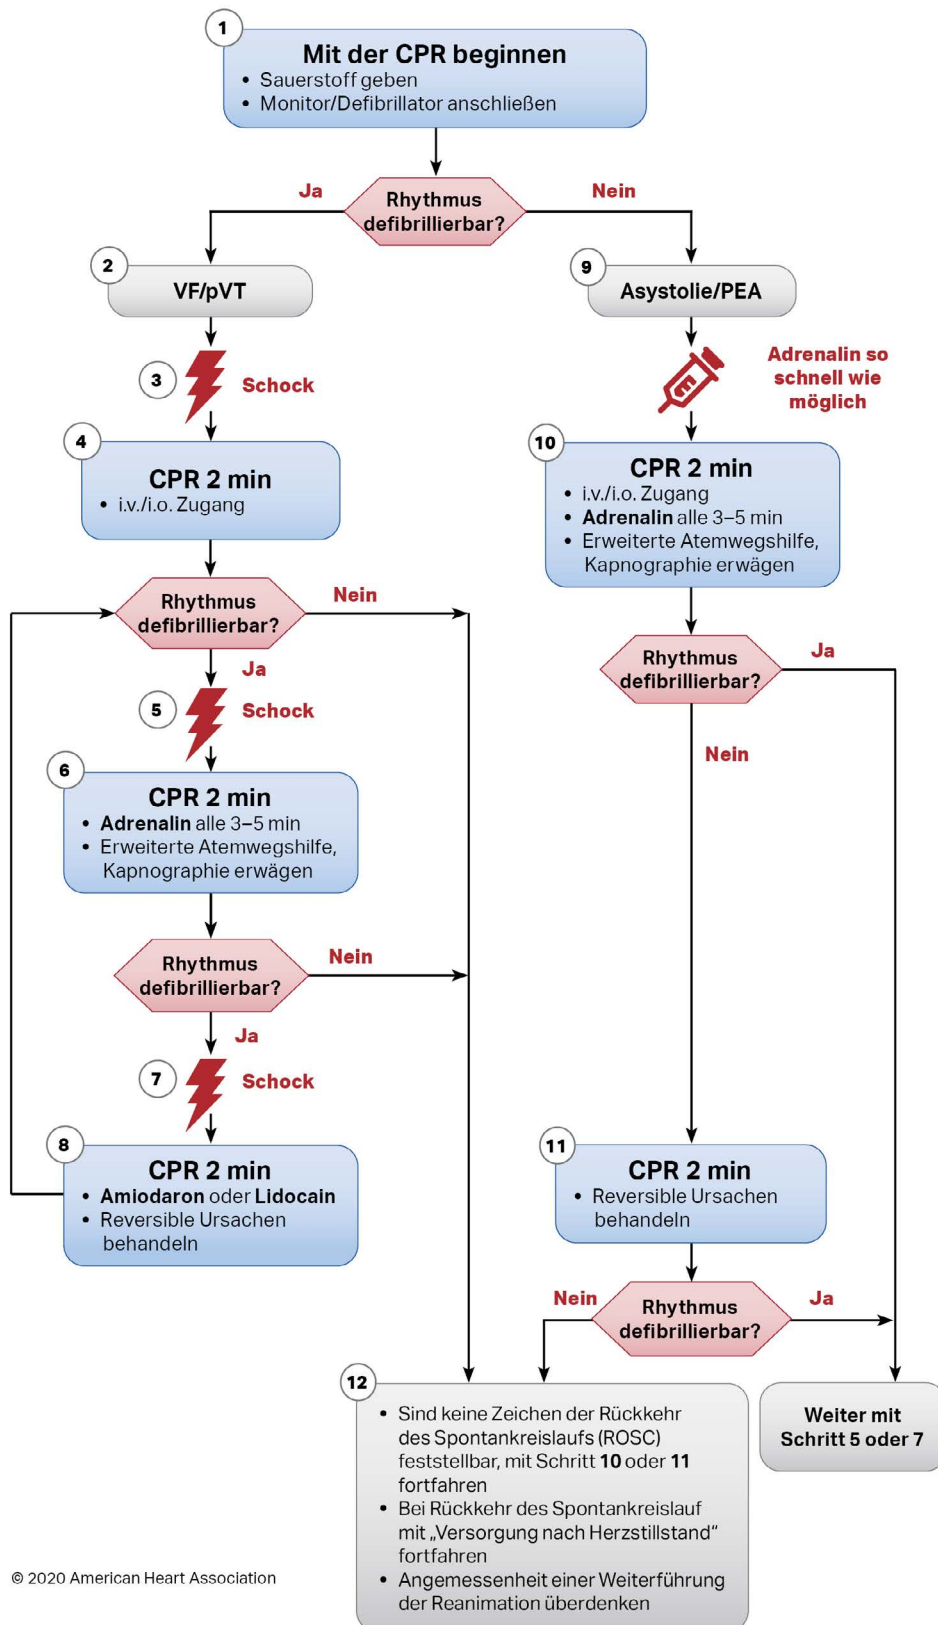 1
Mit der CPR beginnen
• Sauerstoff geben
• Monitor/Defibrillator anschließen
Ja
Rhythmus
defibrillierbar?
Nein
2
VF/pVT
3
Schock
4
CPR 2 min
• i.v./i.o. Zugang
Rhythmus
defibrillierbar?
Nein
Ja
5
Schock
6
CPR 2 min
• Adrenalin alle 3–5 min
• Erweiterte Atemwegshilfe,
Kapnographie erwägen
Rhythmus
defibrillierbar?
Nein
Ja
7
Schock
8
CPR 2 min
• Amiodaron oder Lidocain
• Reversible Ursachen
behandeln
9
Asystolie/PEA
Adrenalin so
schnell wie
möglich
10
CPR 2 min
• i.v./i.o. Zugang
• Adrenalin alle 3–5 min
• Erweiterte Atemwegshilfe,
Kapnographie erwägen
Rhythmus
defibrillierbar?
Ja
Nein
11
CPR 2 min
• Reversible Ursachen
behandeln
Nein
Rhythmus
defibrillierbar?
Ja
12
• Sind keine Zeichen der Rückkehr
des Spontankreislaufs (ROSC)
feststellbar, mit Schritt 10 oder 11
fortfahren
• Bei Rückkehr des Spontankreislauf
mit „Versorgung nach Herzstillstand“
fortfahren
• Angemessenheit einer Weiterführung
der Reanimation überdenken
Weiter mit
Schritt 5 oder 7
© 2020 American Heart Association